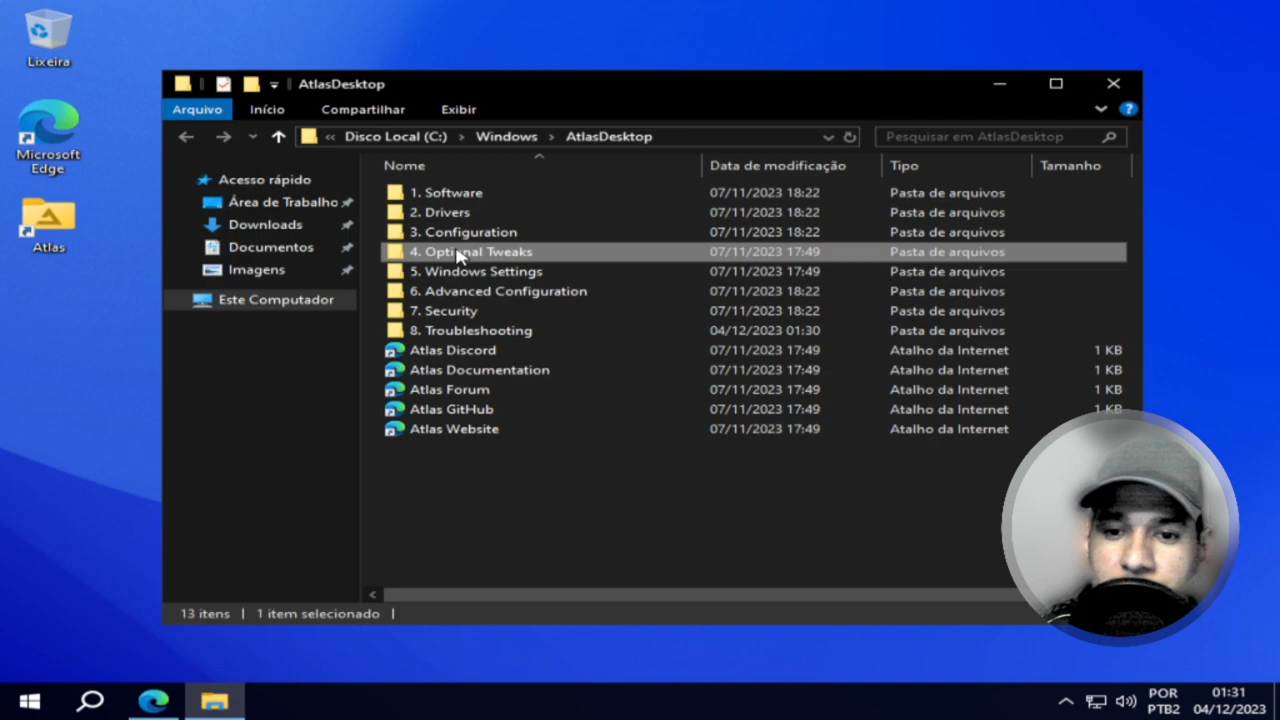 Lixeira
Microsoft
Edge
Atlas
AtlasDesktop
Arquivo Início Compartilhar Exibir
« Disco Local (C:) > Windows > AtlasDesktop Pesquisar em AtlasDesktop
Acesso rápido
Área de Trabalho
Downloads
Documentos
Imagens
Este Computador
Nome Data de modificação Tipo Tamanho
1. Software 07/11/2023 18:22 Pasta de arquivos
2. Drivers 07/11/2023 18:22 Pasta de arquivos
3. Configuration 07/11/2023 18:22 Pasta de arquivos
4. Optional Tweaks 07/11/2023 17:49 Pasta de arquivos
5. Windows Settings 07/11/2023 17:49 Pasta de arquivos
6. Advanced Configuration 07/11/2023 18:22 Pasta de arquivos
7. Security 07/11/2023 18:22 Pasta de arquivos
8. Troubleshooting 04/12/2023 01:30 Pasta de arquivos
Atlas Discord 07/11/2023 17:49 Atalho da Internet 1 KB
Atlas Documentation 07/11/2023 17:49 Atalho da Internet 1 KB
Atlas Forum 07/11/2023 17:49 Atalho da Internet 1 KB
Atlas GitHub 07/11/2023 17:49 Atalho da Internet 1 KB
Atlas Website 07/11/2023 17:49 Atalho da Internet
13 itens | 1 item selecionado |
POR
PTB2
01:31
04/12/2023